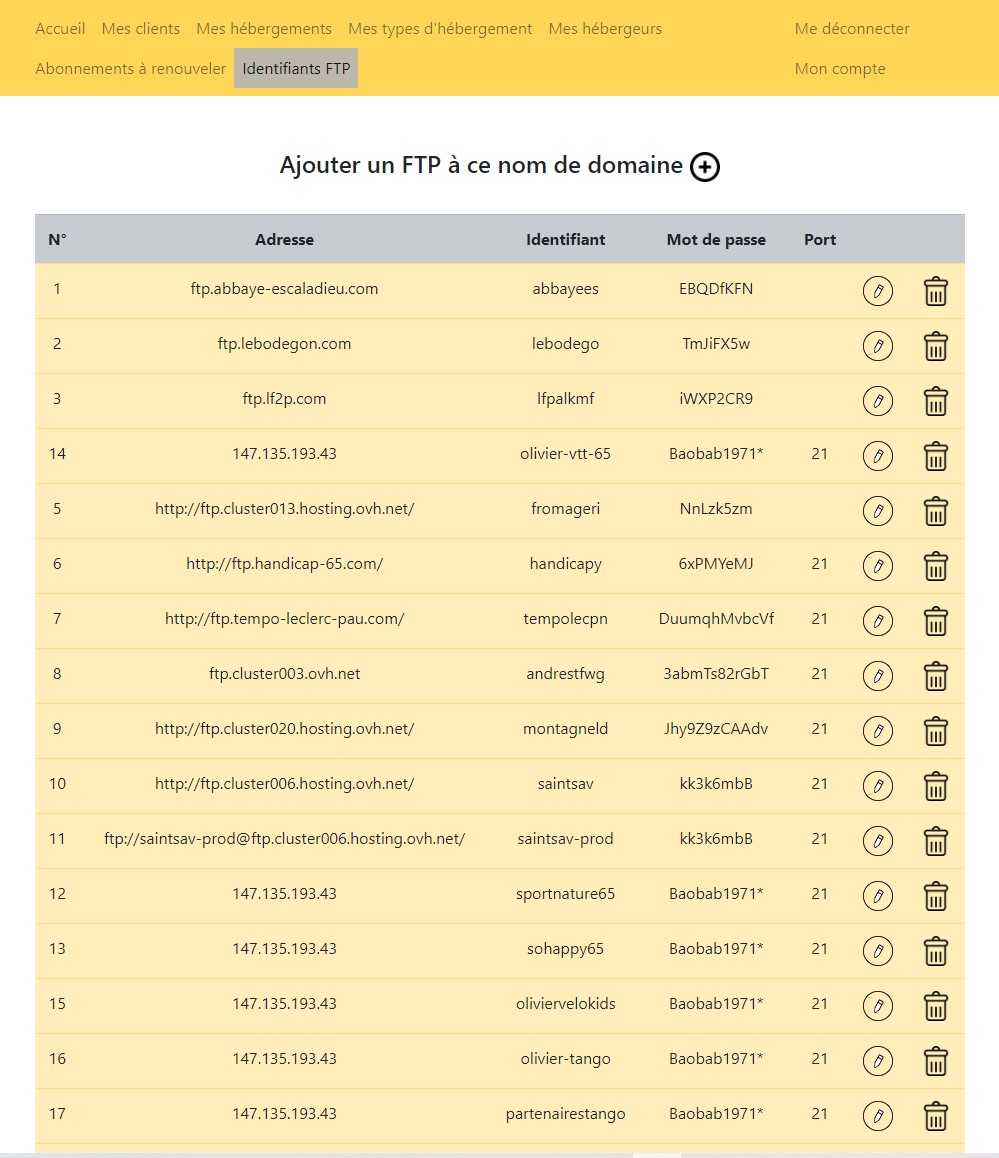 Accueil Mes clients Mes hébergements Mes types d'hébergement Mes hébergeurs Me déconnecter
Abonnements à renouveler Identifiants FTP Mon compte
Ajouter un FTP à ce nom de domaine
N° Adresse Identifiant Mot de passe Port
1 ftp.abbaye-escaladieu.com abbayees EBQDfKFN
2 ftp.lebodegon.com lebodego TmJiFX5w
3 ftp.lf2p.com lfpalkmf iWXP2CR9
14 147.135.193.43 olivier-vtt-65 Baobab1971* 21
5 http://ftp.cluster013.hosting.ovh.net/ fromageri NnLzk5zm
6 http://ftp.handicap-65.com/ handicapy 6xPMYeMJ 21
7 http://ftp.tempo-leclerc-pau.com/ tempolecpn DuumqhMvbcVf 21
8 ftp.cluster003.ovh.net andrestfwg 3abmTs82rGbT 21
9 http://ftp.cluster020.hosting.ovh.net/ montagneld Jhy9Z9zCAAdv 21
10 http://ftp.cluster006.hosting.ovh.net/ saintsav kk3k6mbB 21
11 ftp://saintsav-prod@ftp.cluster006.hosting.ovh.net/ saintsav-prod kk3k6mbB 21
12 147.135.193.43 sportnature65 Baobab1971* 21
13 147.135.193.43 sohappy65 Baobab1971* 21
15 147.135.193.43 oliviervelokids Baobab1971* 21
16 147.135.193.43 olivier-tango Baobab1971* 21
17 147.135.193.43 partenairestango Baobab1971* 21